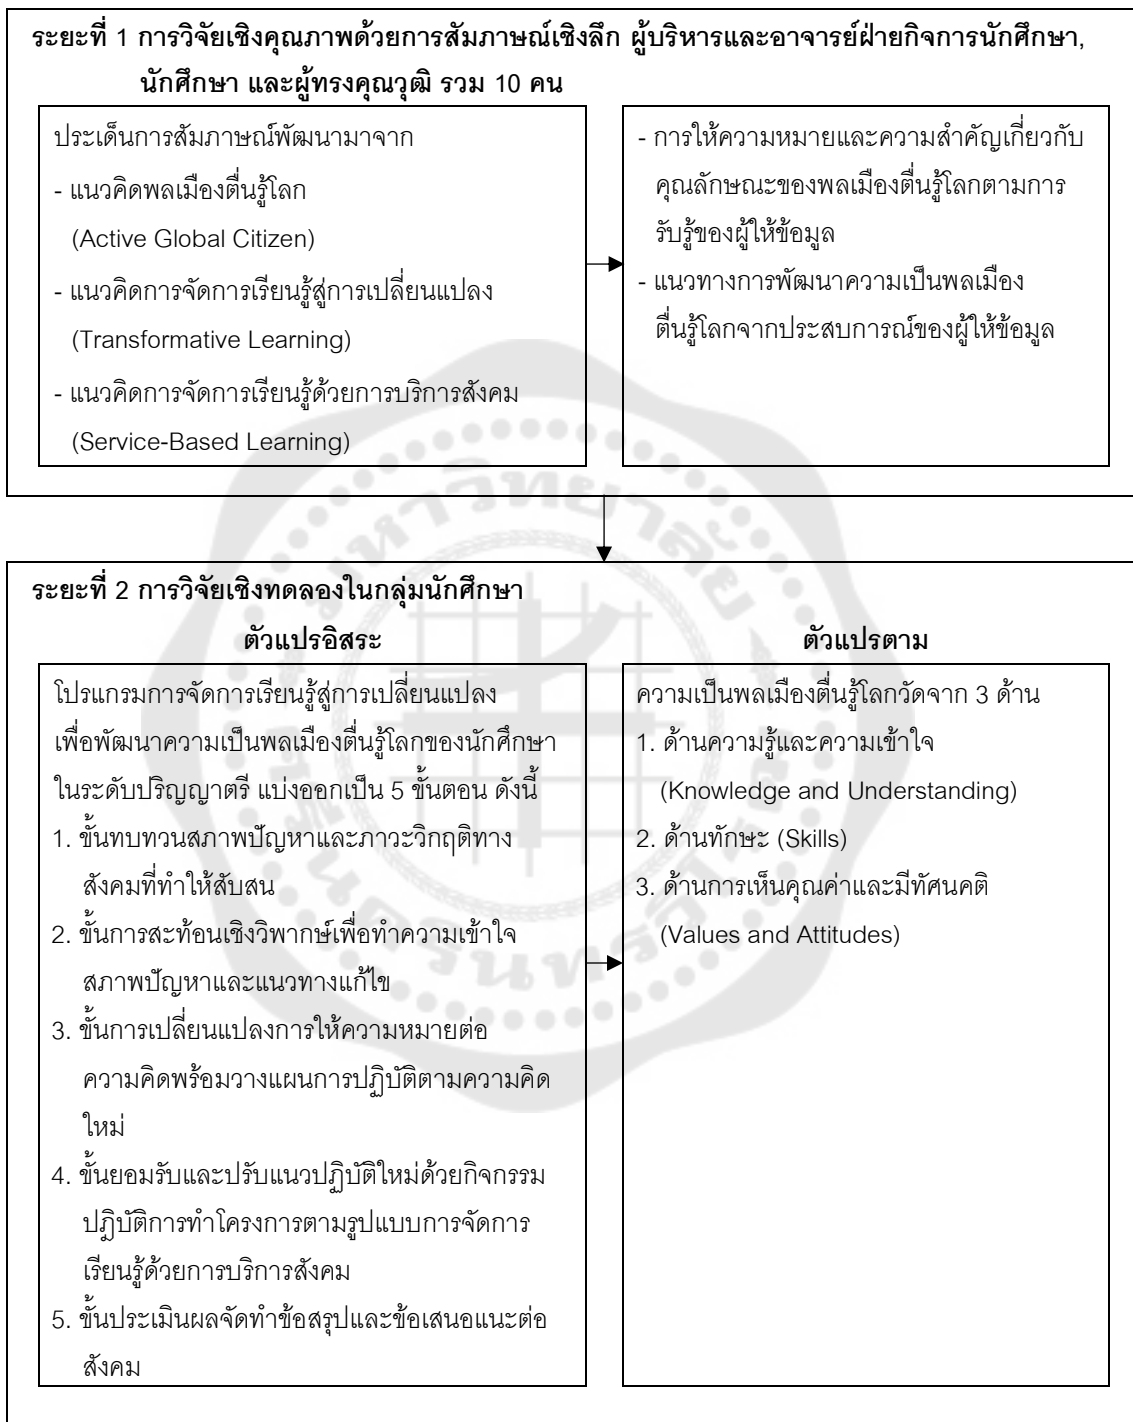 ระยะที่ 1 การวิจัยเชิงคุณภาพด้วยการสัมภาษณ์เชิงลึก ผู้บริหารและอาจารย์ฝ่ายกิจการนักศึกษา,
นักศึกษา และผู้ทรงคุณวุฒิ รวม 10 คน
ประเด็นการสัมภาษณ์พัฒนามาจาก
- แนวคิดพลเมืองตื่นรู้โลก
(Active Global Citizen)
- แนวคิดการจัดการเรียนรู้สู่การเปลี่ยนแปลง
(Transformative Learning)
- แนวคิดการจัดการเรียนรู้ด้วยการบริการสังคม
(Service-Based Learning)
- การให้ความหมายและความสำคัญเกี่ยวกับ
คุณลักษณะของพลเมืองตื่นรู้โลกตามการ
รับรู้ของผู้ให้ข้อมูล
- แนวทางการพัฒนาความเป็นพลเมือง
ตื่นรู้โลกจากประสบการณ์ของผู้ให้ข้อมูล
ระยะที่ 2 การวิจัยเชิงทดลองในกลุ่มนักศึกษา
ตัวแปรอิสระ
โปรแกรมการจัดการเรียนรู้สู่การเปลี่ยนแปลง
เพื่อพัฒนาความเป็นพลเมืองตื่นรู้โลกของนักศึกษา
ในระดับปริญญาตรี แบ่งออกเป็น 5 ขั้นตอน ดังนี้
1. ขั้นทบทวนสภาพปัญหาและภาวะวิกฤติทาง
สังคมที่ทำให้สับสน
2. ขั้นการสะท้อนเชิงวิพากษ์เพื่อทำความเข้าใจ
สภาพปัญหาและแนวทางแก้ไข
3. ขั้นการเปลี่ยนแปลงการให้ความหมายต่อ
ความคิดพร้อมวางแผนการปฏิบัติตามความคิด
ใหม่
4. ขั้นยอมรับและปรับแนวปฏิบัติใหม่ด้วยกิจกรรม
ปฏิบัติการทำโครงการตามรูปแบบการจัดการ
เรียนรู้ด้วยการบริการสังคม
5. ขั้นประเมินผลจัดทำข้อสรุปและข้อเสนอแนะต่อ
สังคม
ตัวแปรตาม
ความเป็นพลเมืองตื่นรู้โลกวัดจาก 3 ด้าน
1. ด้านความรู้และความเข้าใจ
(Knowledge and Understanding)
2. ด้านทักษะ (Skills)
3. ด้านการเห็นคุณค่าและมีทัศนคติ
(Values and Attitudes)
มหาวิทยาลัย
ศรีนครินทรวิโรฒ